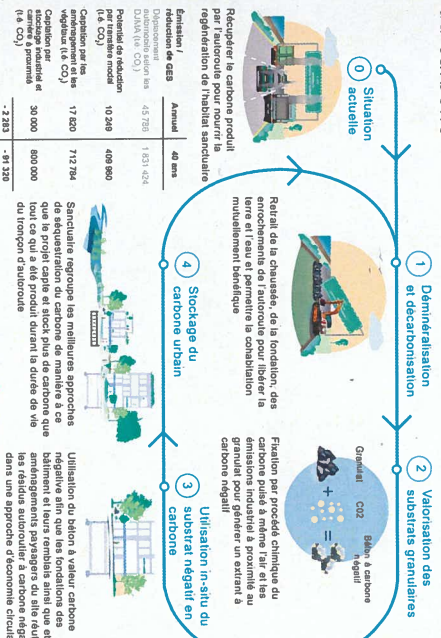 0
Situation
actuelle
Récupérer le carbone produit
par l'autoroute pour nourrir la
regénération de l'habitat sanctuaire
1
Déminéralisation
et décarbonisation
Retrait de la chaussée, de la fondation, des
enrochements de l'autoroute pour libérer la
terre et l'eau et permettre la cohabitation
mutuellement bénéfique
2
Valorisation des
substrats granulaires
Granulat
CO2
Béton à carbone
négatif
+
=
Fixation par procédé chimique du
carbone puisé à même l'air et les
émissions industriel à proximité au
granulat pour générer un extrant à
carbone négatif
3
Utilisation in-situ du
substrat négatif en
carbone
Utilisation du béton à valeur carbone
négative afin que les fondations des
bâtiment et leurs remblais ainsi que
aménagements paysagers du site
les résidus autoroutier à carbone
dans une approche d'économie
4
Stockage du
carbone urbain
Sanctuaire regroupe les meilleures approches
de séquestration du carbone de manière à ce
que le projet capte et stock plus de carbone que
tout ce qui a été produit durant la durée de vie
du tronçon d'autoroute
Émission /
réduction de GES
Annuel
40 ans
Déplacement
automobile selon les
DJMA (t.é. CO₂)
45 786
1 831 424
Potentiel de réduction
par transfère modal
(t.é. CO₂)
10 249
409 960
Captation par les
aménagement et les
végétaux (t.é. CO₂)
17 820
712 784
Captation par
stockage industriel et
carrière à proximité
(t.é. CO₂)
30 000
800 000
- 2 283
- 91 320